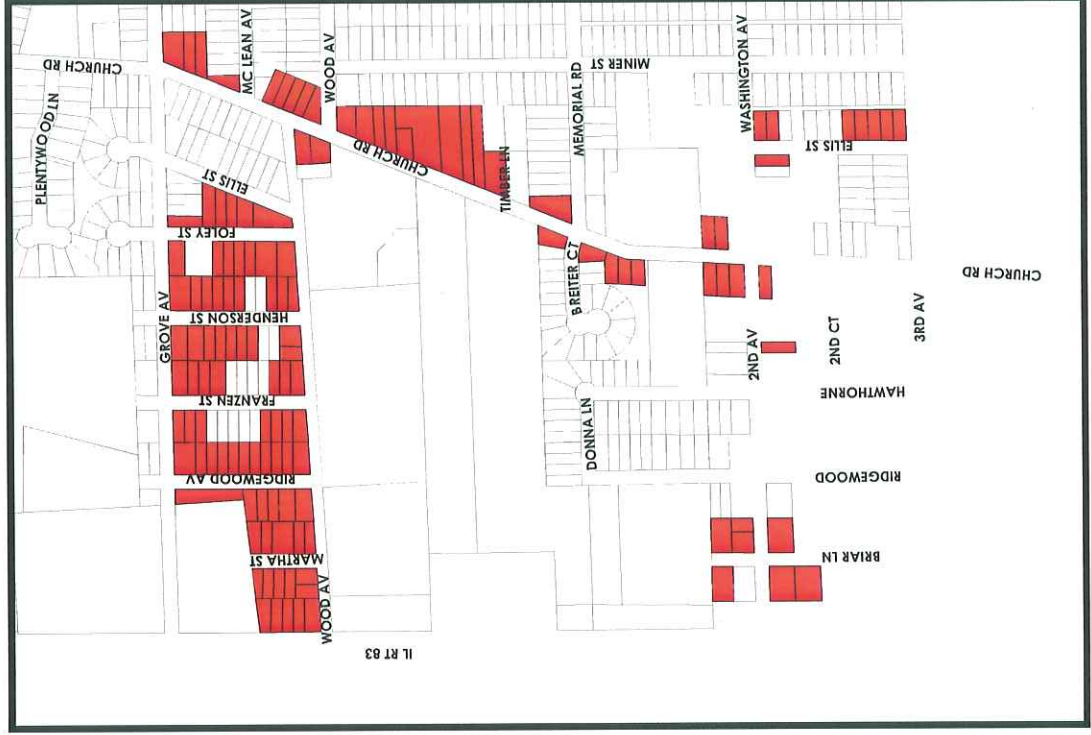 CHURCH RD
PLENTYWOOD LN
MC LEAN AV
WOOD AV
CHURCH RD
ELLIS ST
FOLEY ST
GROVE AV
HENDERSON ST
FRANZEN ST
RIDGEWOOD AV
MARTHA ST
WOOD AV
IL RT 83
TIMBER LN
MEMORIAL RD
MINER ST
WASHINGTON AV
ELLIS ST
BREITER CT
DONNA LN
2ND AV
2ND CT
3RD AV
CHURCH RD
HAWTHORNE
RIDGEWOOD
BRIAR LN